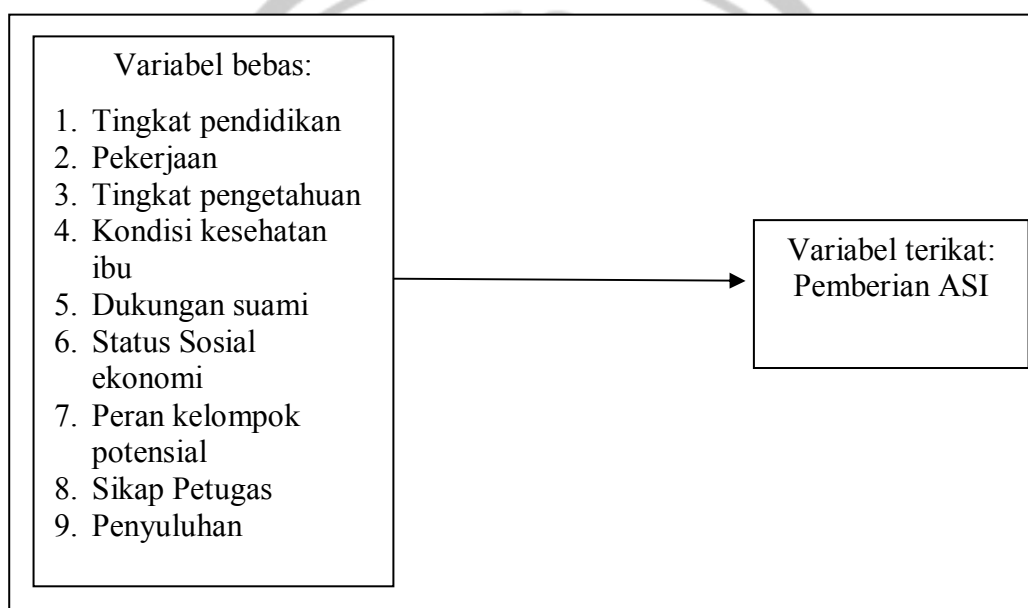 Variabel bebas:
1. Tingkat pendidikan
2. Pekerjaan
3. Tingkat pengetahuan
4. Kondisi kesehatan
ibu
5. Dukungan suami
6. Status Sosial
ekonomi
7. Peran kelompok
potensial
8. Sikap Petugas
9. Penyuluhan
Variabel terikat:
Pemberian ASI